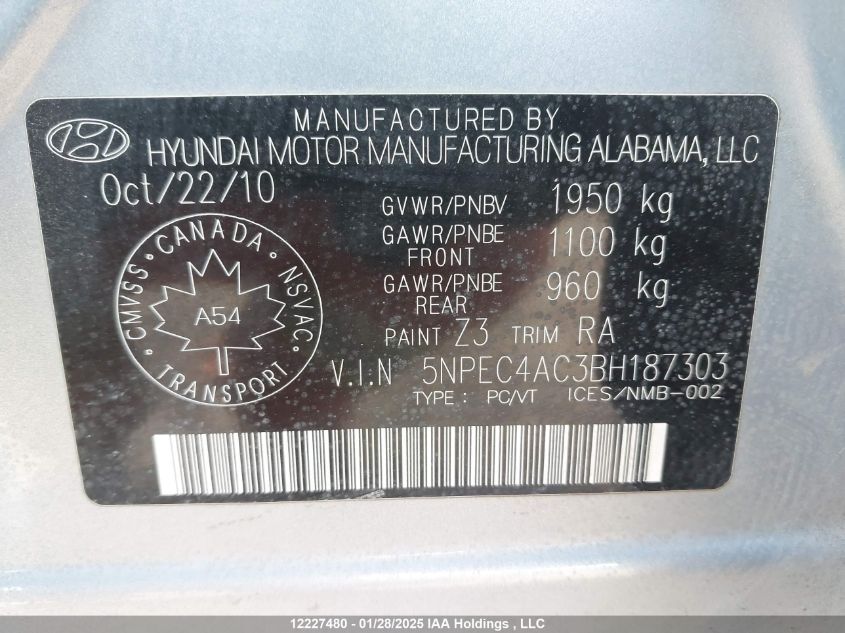 MANUFACTURED BY
HYUNDAI MOTOR MANUFACTURING ALABAMA, LLC
Oct/22/10
GVWR/PNBV 1950 kg
GAWR/PNBE FRONT 1100 kg
GAWR/PNBE REAR 960 kg
PAINT Z3 TRIM RA
CANADA
CMVSS NSVAC
A54
TRANSPORT
V.I.N 5NPEC4AC3BH187303
TYPE : PC/VT ICES/NMB-002
12227480 - 01/28/2025 IAA Holdings , LLC